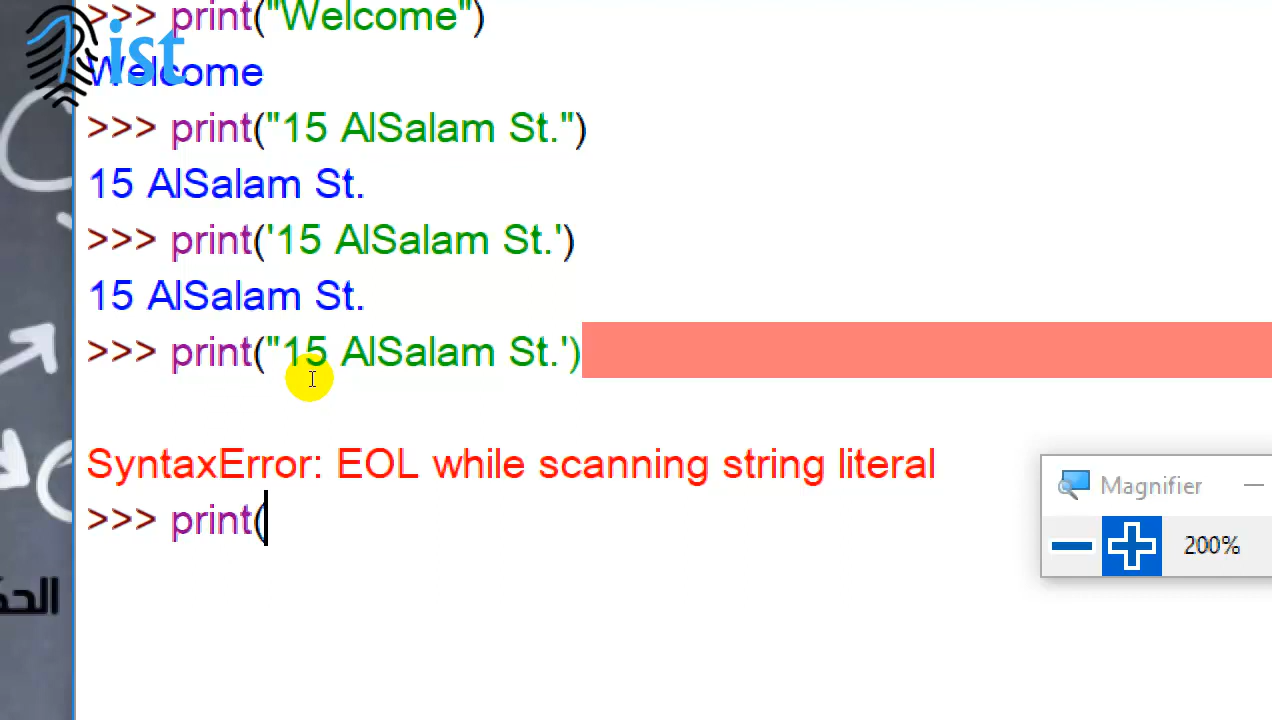 >>> print("Welcome")
ist
Welcome
>>> print("15 AlSalam St.")
15 AlSalam St.
>>> print('15 AlSalam St.')
15 AlSalam St.
>>> print("15 AlSalam St.')
SyntaxError: EOL while scanning string literal
Magnifier
>>> print(
200%